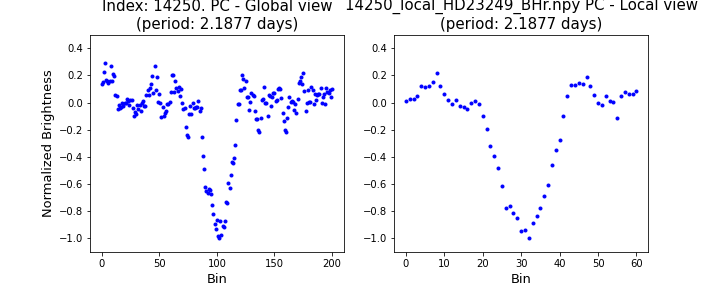 Index: 14250. PC - Global view
(period: 2.1877 days)
14250_local_HD23249_BHr.npy PC - Local view
(period: 2.1877 days)
Normalized Brightness
0.4
0.2
0.0
−0.2
−0.4
−0.6
−0.8
−1.0
0 50 100 150 200
Bin
0.4
0.2
0.0
−0.2
−0.4
−0.6
−0.8
−1.0
0 10 20 30 40 50 60
Bin